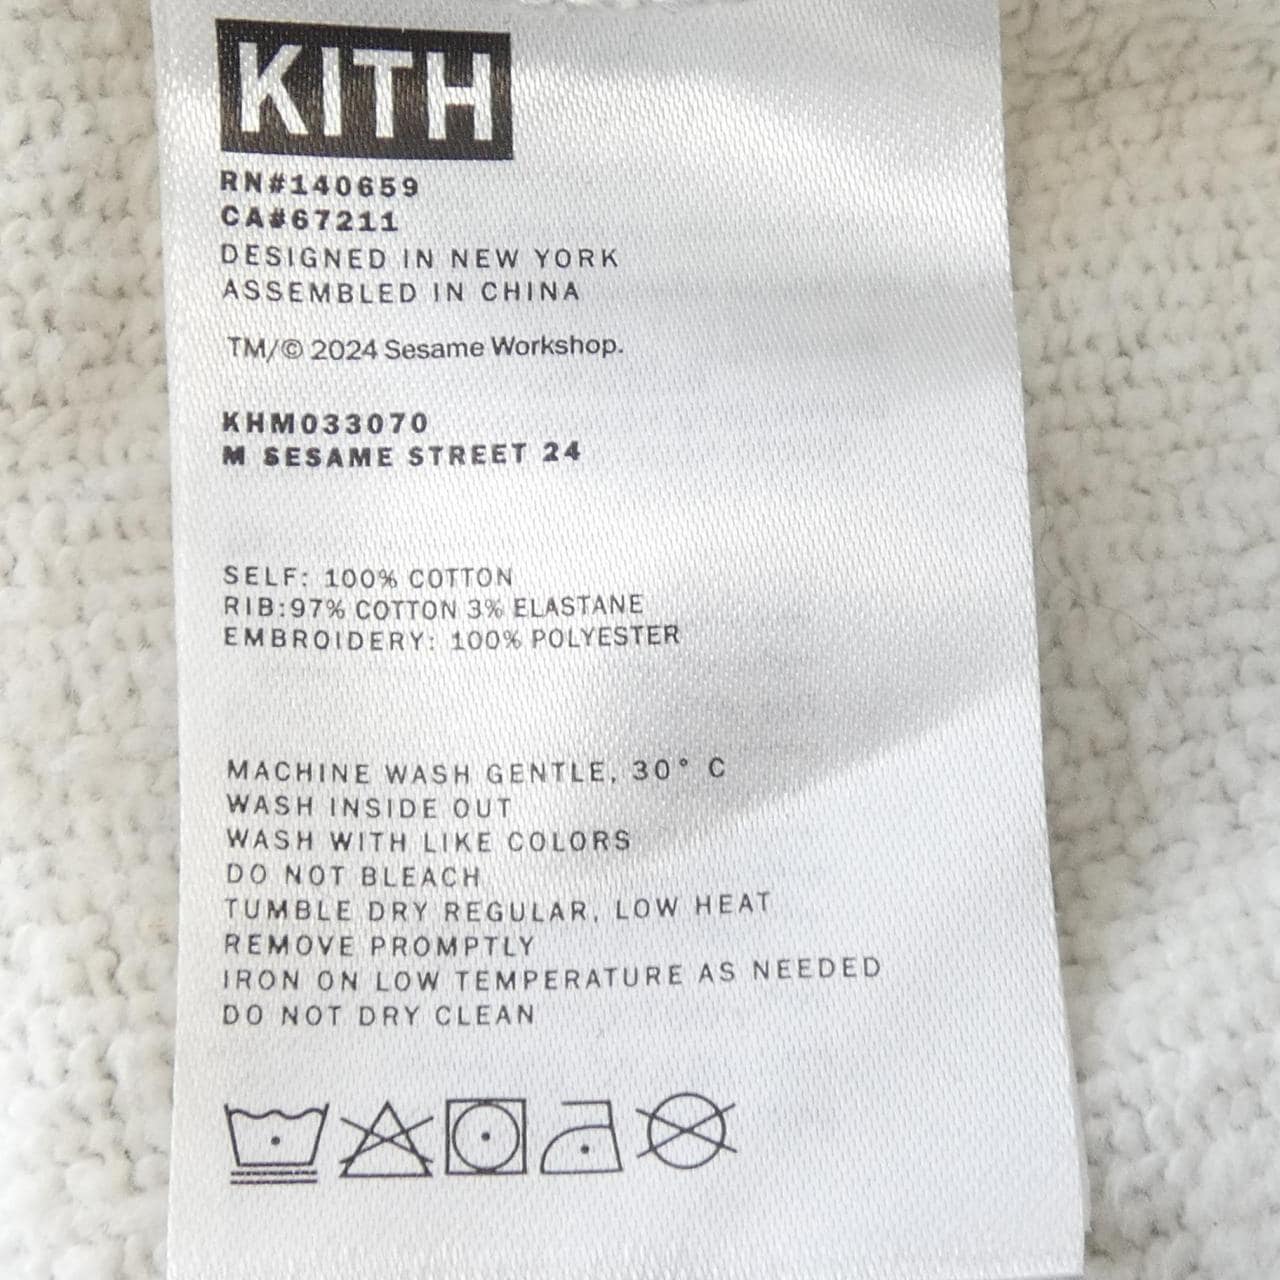 KITH
RN#140659
CA#67211
DESIGNED IN NEW YORK
ASSEMBLED IN CHINA
TM/© 2024 Sesame Workshop.
KHM033070
M SESAME STREET 24
SELF: 100% COTTON
RIB:97% COTTON 3% ELASTANE
EMBROIDERY: 100% POLYESTER
MACHINE WASH GENTLE, 30° C
WASH INSIDE OUT
WASH WITH LIKE COLORS
DO NOT BLEACH
TUMBLE DRY REGULAR, LOW HEAT
REMOVE PROMPTLY
IRON ON LOW TEMPERATURE AS NEEDED
DO NOT DRY CLEAN